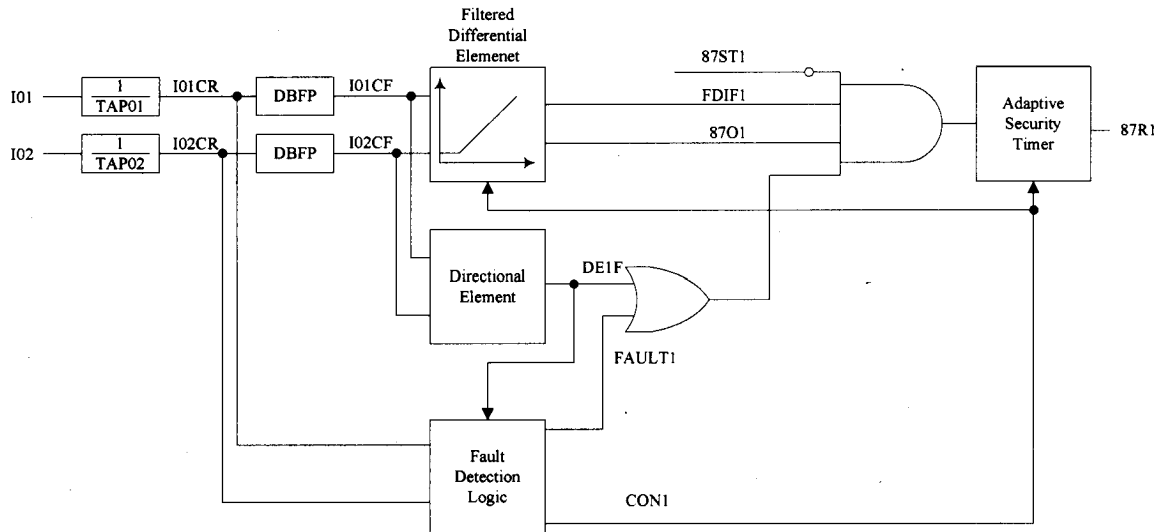 Filtered
Differential
Elemenet
I01
1
TAP01
I01CR
DBFP
I01CF
87ST1
FDIF1
87O1
Adaptive
Security
Timer
87R1
I02
1
TAP02
I02CR
DBFP
I02CF
Directional
Element
DE1F
FAULT1
Fault
Detection
Logic
CON1